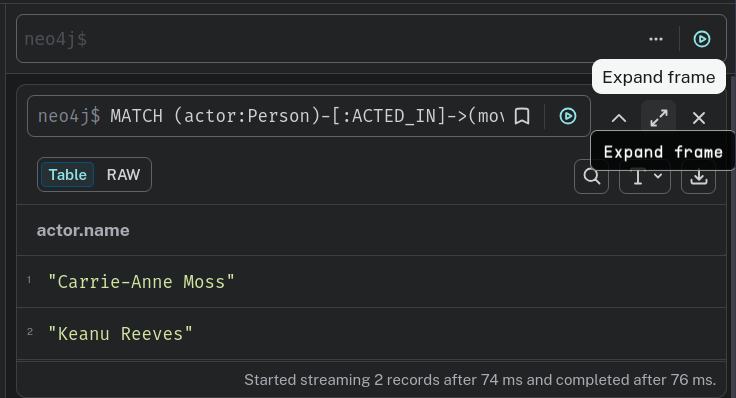 neo4j$
Expand frame
neo4j$ MATCH (actor:Person)-[:ACTED_IN]->(mov
Expand frame
Table RAW
T
actor.name
1 "Carrie-Anne Moss"
2 "Keanu Reeves"
Started streaming 2 records after 74 ms and completed after 76 ms.